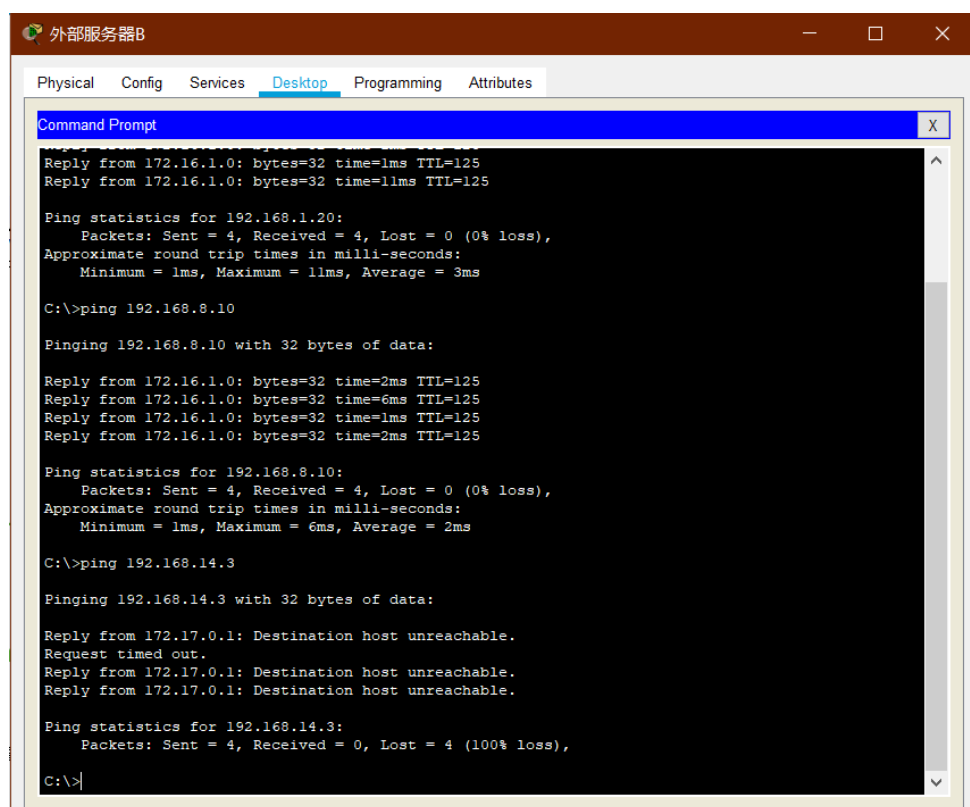 外部服务器B
Physical Config Services Desktop Programming Attributes
Command Prompt
X
Reply from 172.16.1.0: bytes=32 time=1ms TTL=125
Reply from 172.16.1.0: bytes=32 time=11ms TTL=125
Ping statistics for 192.168.1.20:
Packets: Sent = 4, Received = 4, Lost = 0 (0% loss),
Approximate round trip times in milli-seconds:
Minimum = 1ms, Maximum = 11ms, Average = 3ms
C:\>ping 192.168.8.10
Pinging 192.168.8.10 with 32 bytes of data:
Reply from 172.16.1.0: bytes=32 time=2ms TTL=125
Reply from 172.16.1.0: bytes=32 time=6ms TTL=125
Reply from 172.16.1.0: bytes=32 time=1ms TTL=125
Reply from 172.16.1.0: bytes=32 time=2ms TTL=125
Ping statistics for 192.168.8.10:
Packets: Sent = 4, Received = 4, Lost = 0 (0% loss),
Approximate round trip times in milli-seconds:
Minimum = 1ms, Maximum = 6ms, Average = 2ms
C:\>ping 192.168.14.3
Pinging 192.168.14.3 with 32 bytes of data:
Reply from 172.17.0.1: Destination host unreachable.
Request timed out.
Reply from 172.17.0.1: Destination host unreachable.
Reply from 172.17.0.1: Destination host unreachable.
Ping statistics for 192.168.14.3:
Packets: Sent = 4, Received = 0, Lost = 4 (100% loss),
C:\>